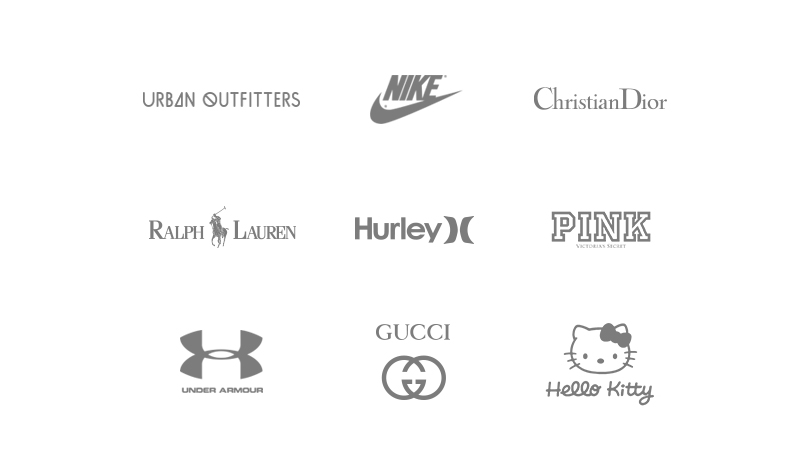 URBAN OUTFITTERS
NIKE
ChristianDior
RALPH LAUREN
Hurley
PINK
VICTORIA'S SECRET
UNDER ARMOUR
GUCCI
Hello Kitty